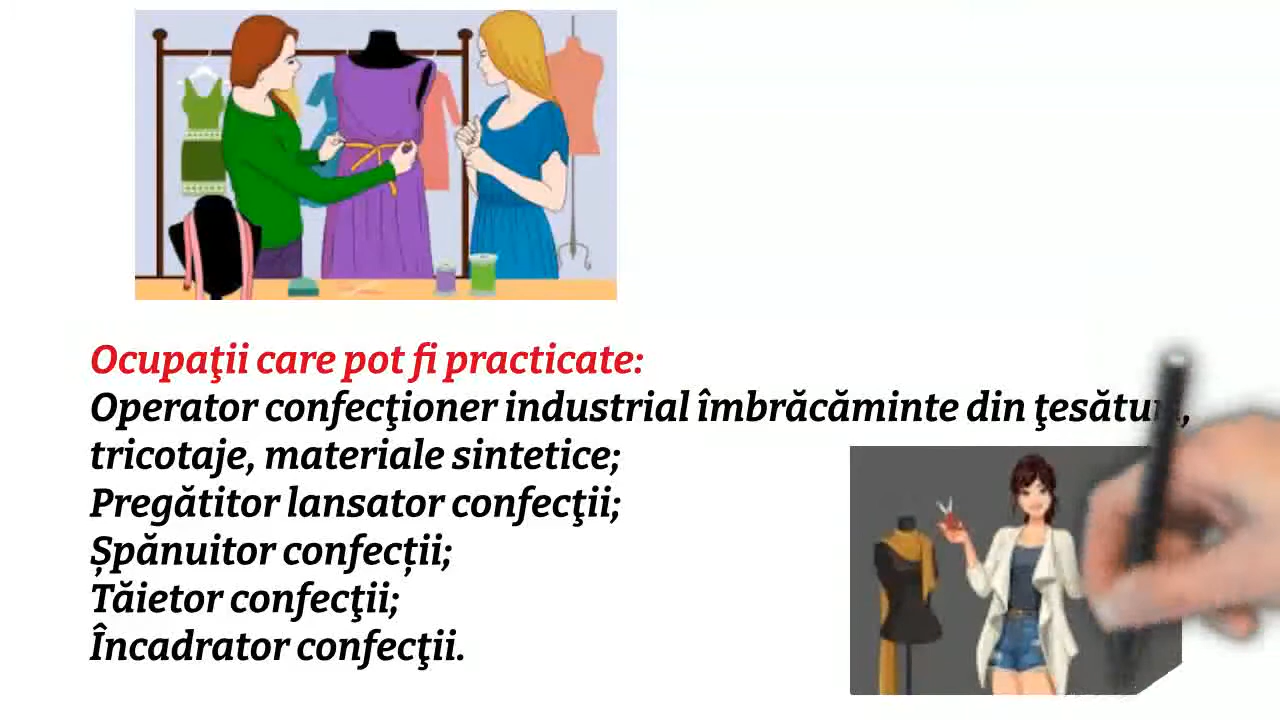 Ocupaţii care pot fi practicate:
Operator confecţioner industrial îmbrăcăminte din
tricotaje, materiale sintetice;
Pregătitor lansator confecţii;
Șpănuitor confecții;
Tăietor confecţii;
Încadrator confecţii.